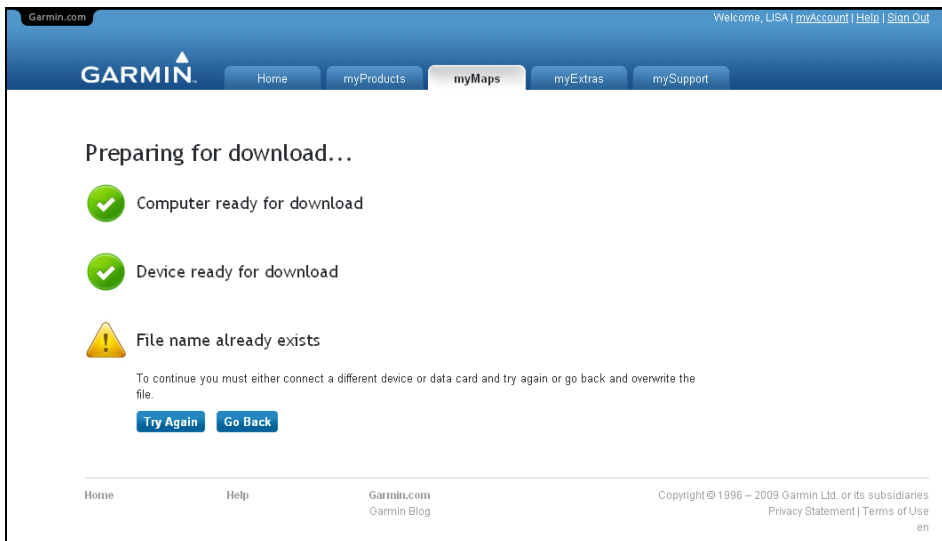 Garmin.com
Welcome, LISA | myAccount | Help | Sign Out
GARMIN.
Home myProducts myMaps myExtras mySupport
Preparing for download...
Computer ready for download
Device ready for download
File name already exists
To continue you must either connect a different device or data card and try again or go back and overwrite the
file.
Try Again Go Back
Home Help Garmin.com Copyright © 1996 – 2009 Garmin Ltd. or its subsidiaries
Garmin Blog Privacy Statement | Terms of Use
en